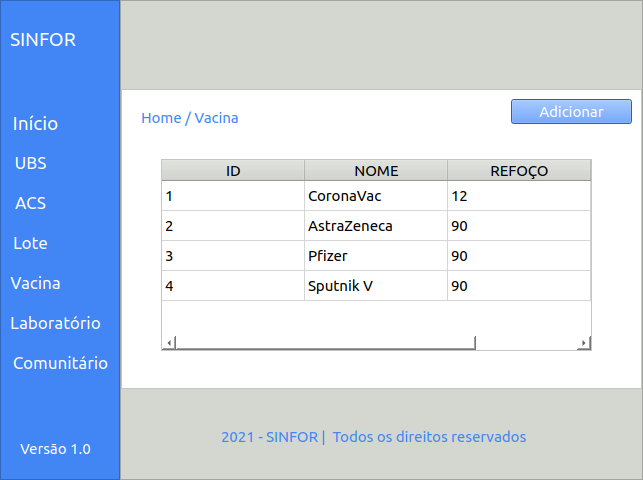 SINFOR
Início
UBS
ACS
Lote
Vacina
Laboratório
Comunitário
Versão 1.0
Home / Vacina
Adicionar
ID NOME REFOÇO
1 CoronaVac 12
2 AstraZeneca 90
3 Pfizer 90
4 Sputnik V 90
2021 - SINFOR | Todos os direitos reservados